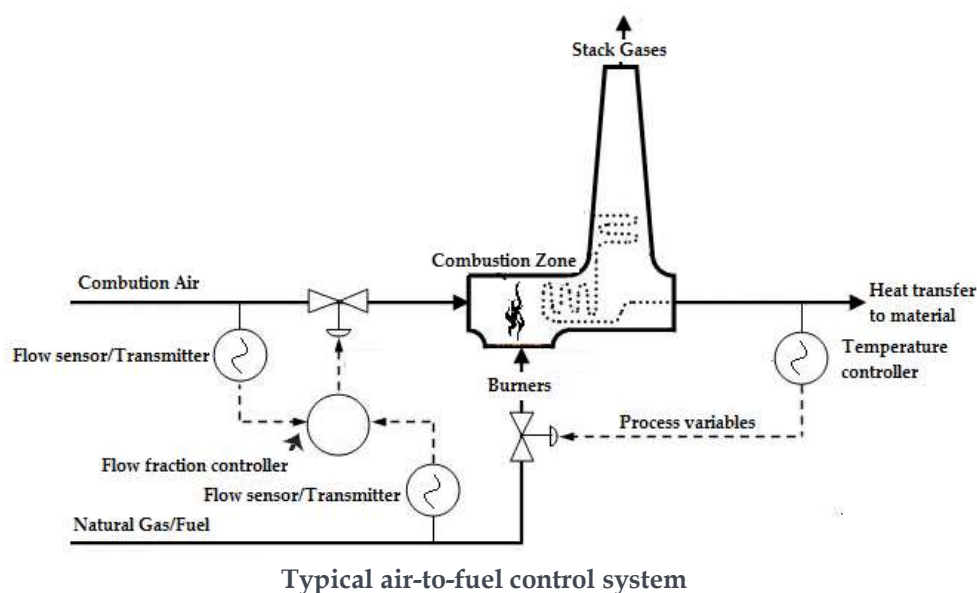 Stack Gases
Combustion Zone
Combution Air
Heat transfer
to material
Flow sensor/Transmitter
Temperature
controller
Burners
Process variables
Flow fraction controller
Flow sensor/Transmitter
Natural Gas/Fuel
Typical air-to-fuel control system